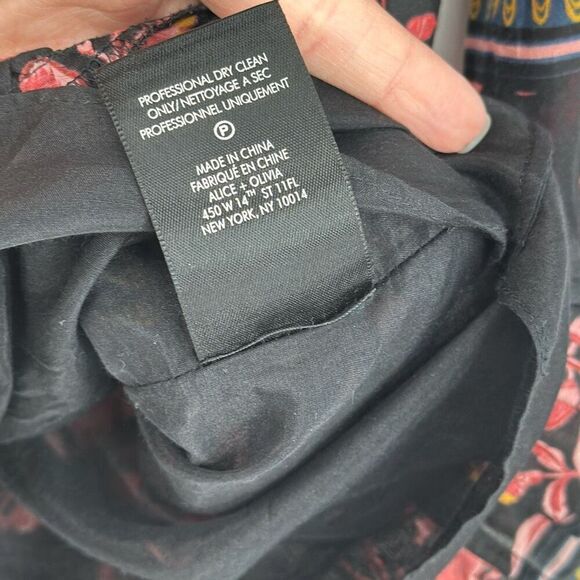 PROFESSIONAL DRY CLEAN
ONLY/NETTOYAGE A SEC
PROFESSIONNEL UNIQUEMENT
P
MADE IN CHINA
FABRIQUÉ EN CHINE
ALICE + OLIVIA
450 W 14TH ST 11FL
NEW YORK, NY 10014